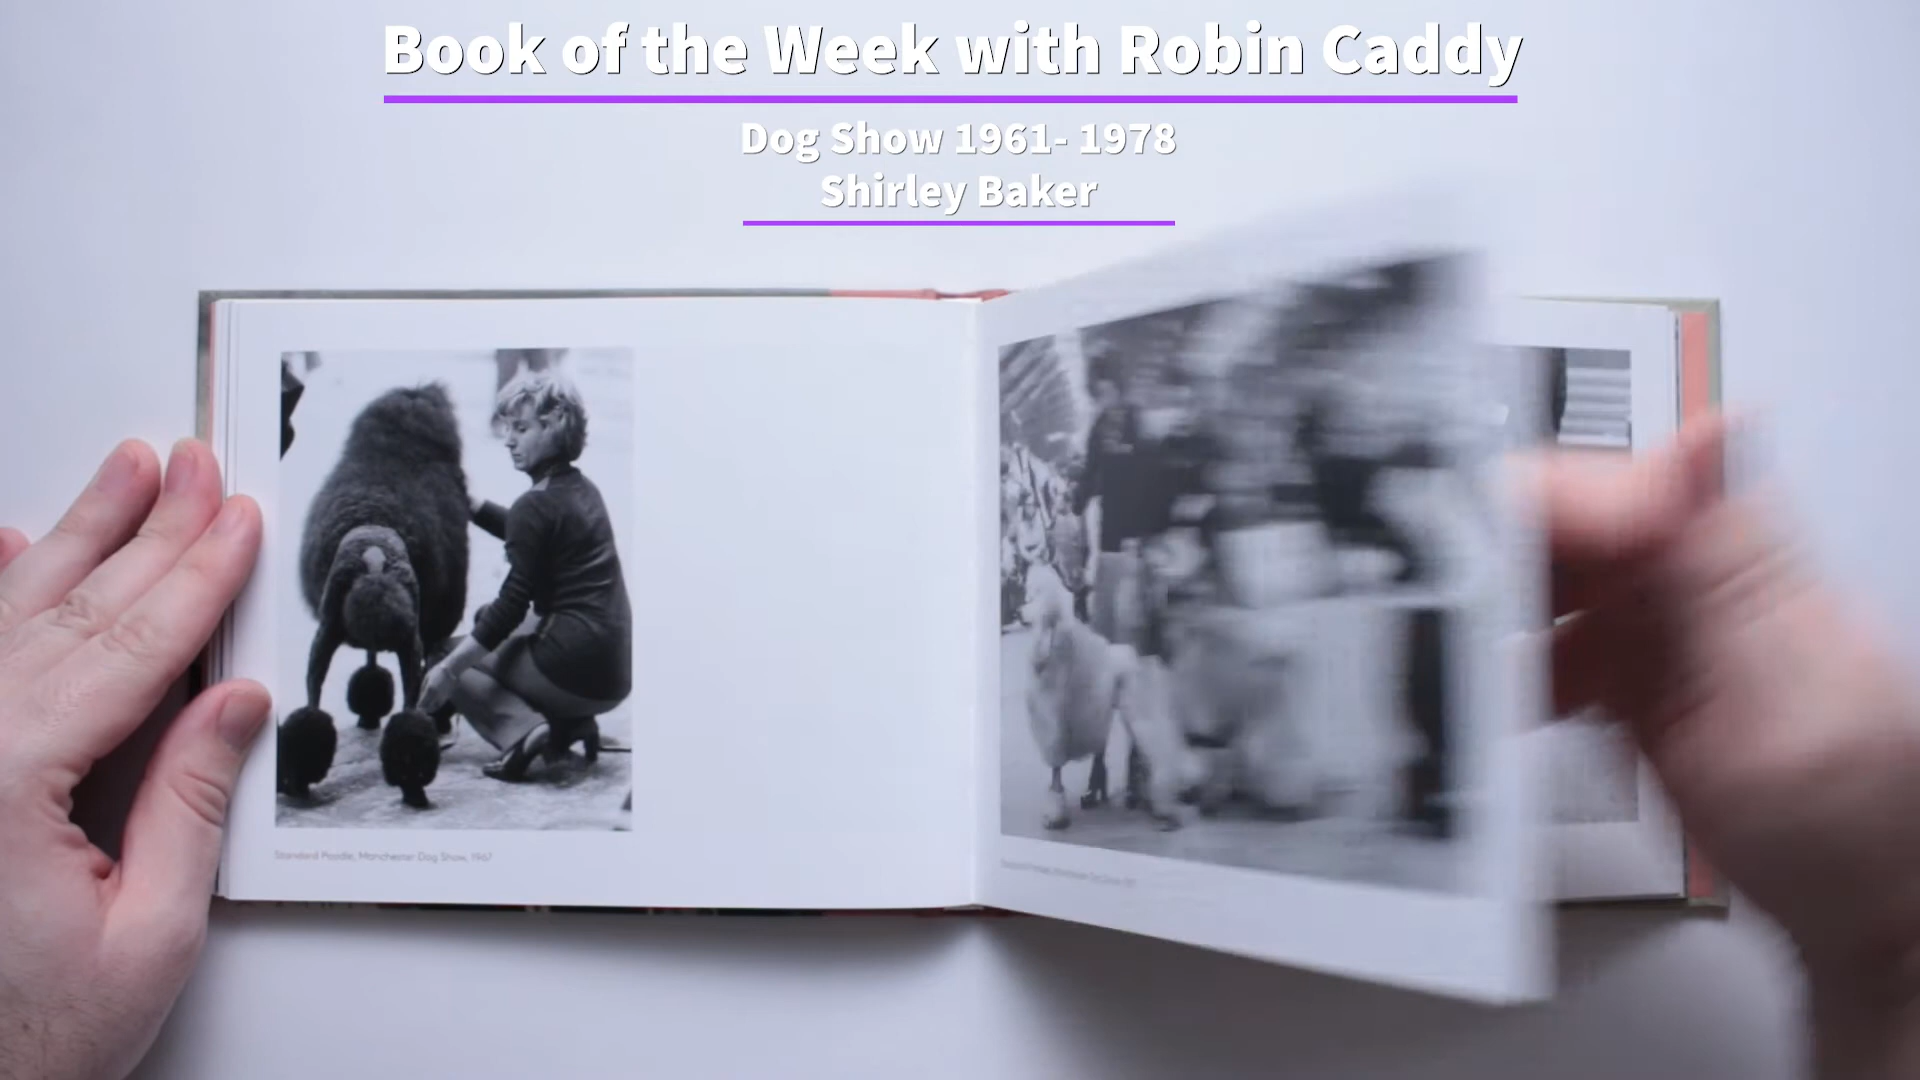 Book of the Week with Robin Caddy
Dog Show 1961- 1978
Shirley Baker
Standard Poodle, Manchester Dog Show, 1967